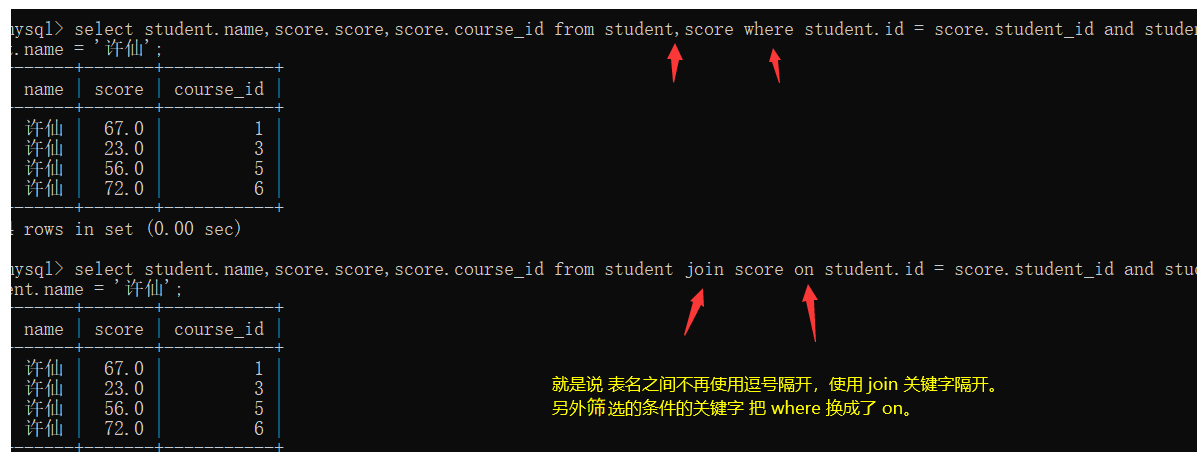 mysql> select student.name,score.score,score.course_id from student,score where student.id = score.student_id and studen
t.name = '许仙';
-------+-------+-----------+
name | score | course_id |
-------+-------+-----------+
许仙 | 67.0 | 1 |
许仙 | 23.0 | 3 |
许仙 | 56.0 | 5 |
许仙 | 72.0 | 6 |
-------+-------+-----------+
4 rows in set (0.00 sec)
mysql> select student.name,score.score,score.course_id from student join score on student.id = score.student_id and stud
ent.name = '许仙';
-------+-------+-----------+
name | score | course_id |
-------+-------+-----------+
许仙 | 67.0 | 1 |
许仙 | 23.0 | 3 |
许仙 | 56.0 | 5 |
许仙 | 72.0 | 6 |
-------+-------+-----------+
就是说 表名之间不再使用逗号隔开，使用 join 关键字隔开。
另外筛选的条件的关键字 把 where 换成了 on。